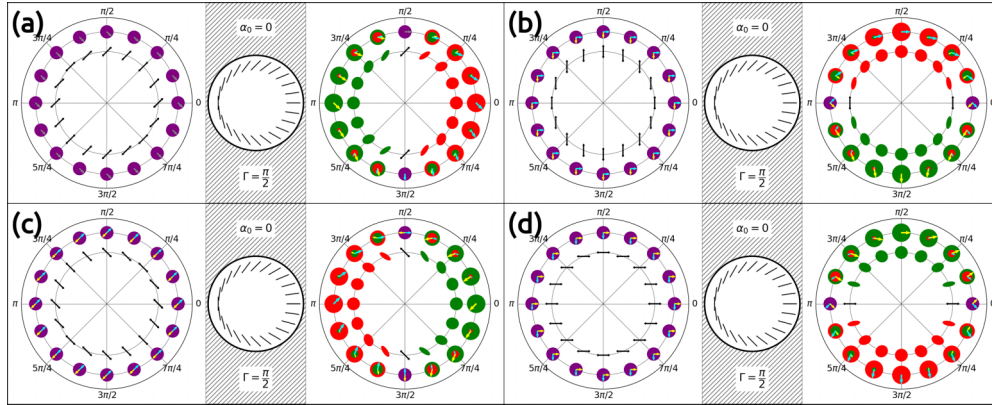 (a) π/2 α₀ = 0 π/2 (b) π/2 α₀ = 0 π/2
3π/4 π/4 3π/4 π/4 3π/4 π/4 3π/4 π/4
π 0 π 0 π 0 π 0
5π/4 7π/4 Γ = π/2 5π/4 7π/4 5π/4 7π/4 Γ = π/2 5π/4 7π/4
3π/2 3π/2 3π/2 3π/2
(c) π/2 α₀ = 0 π/2 (d) π/2 α₀ = 0 π/2
3π/4 π/4 3π/4 π/4 3π/4 π/4 3π/4 π/4
π 0 π 0 π 0 π 0
5π/4 7π/4 Γ = π/2 5π/4 7π/4 5π/4 7π/4 Γ = π/2 5π/4 7π/4
3π/2 3π/2 3π/2 3π/2